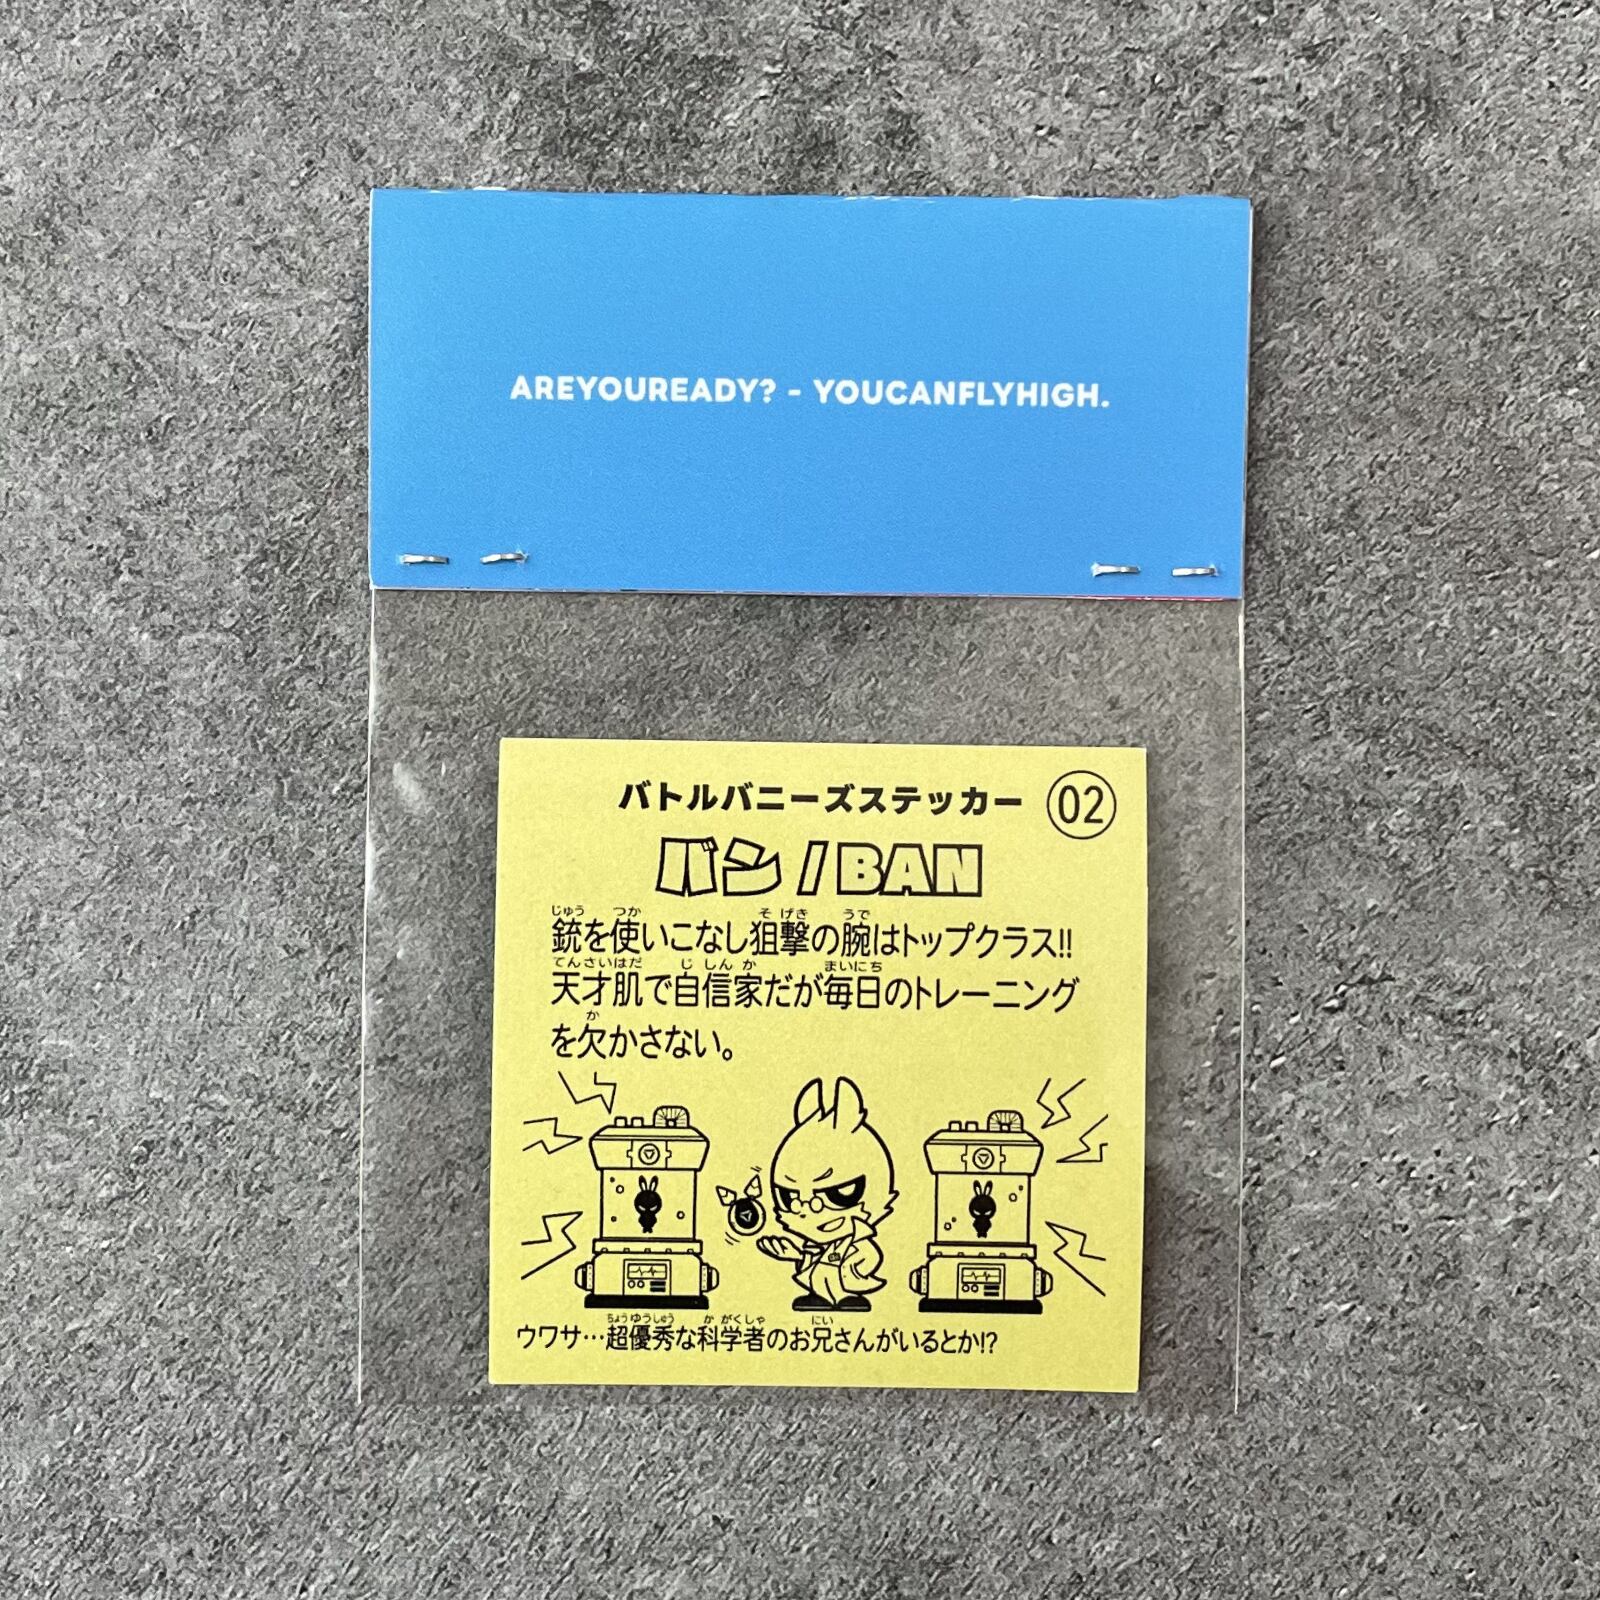 AREYOUREADY? - YOUCANFLYHIGH.
バトルバニーズステッカー 02
バン / BAN
銃を使いこなし狙撃の腕はトップクラス!!
天才肌で自信家だが毎日のトレーニング
を欠かさない。
ウワサ…超優秀な科学者のお兄さんがいるとか!?